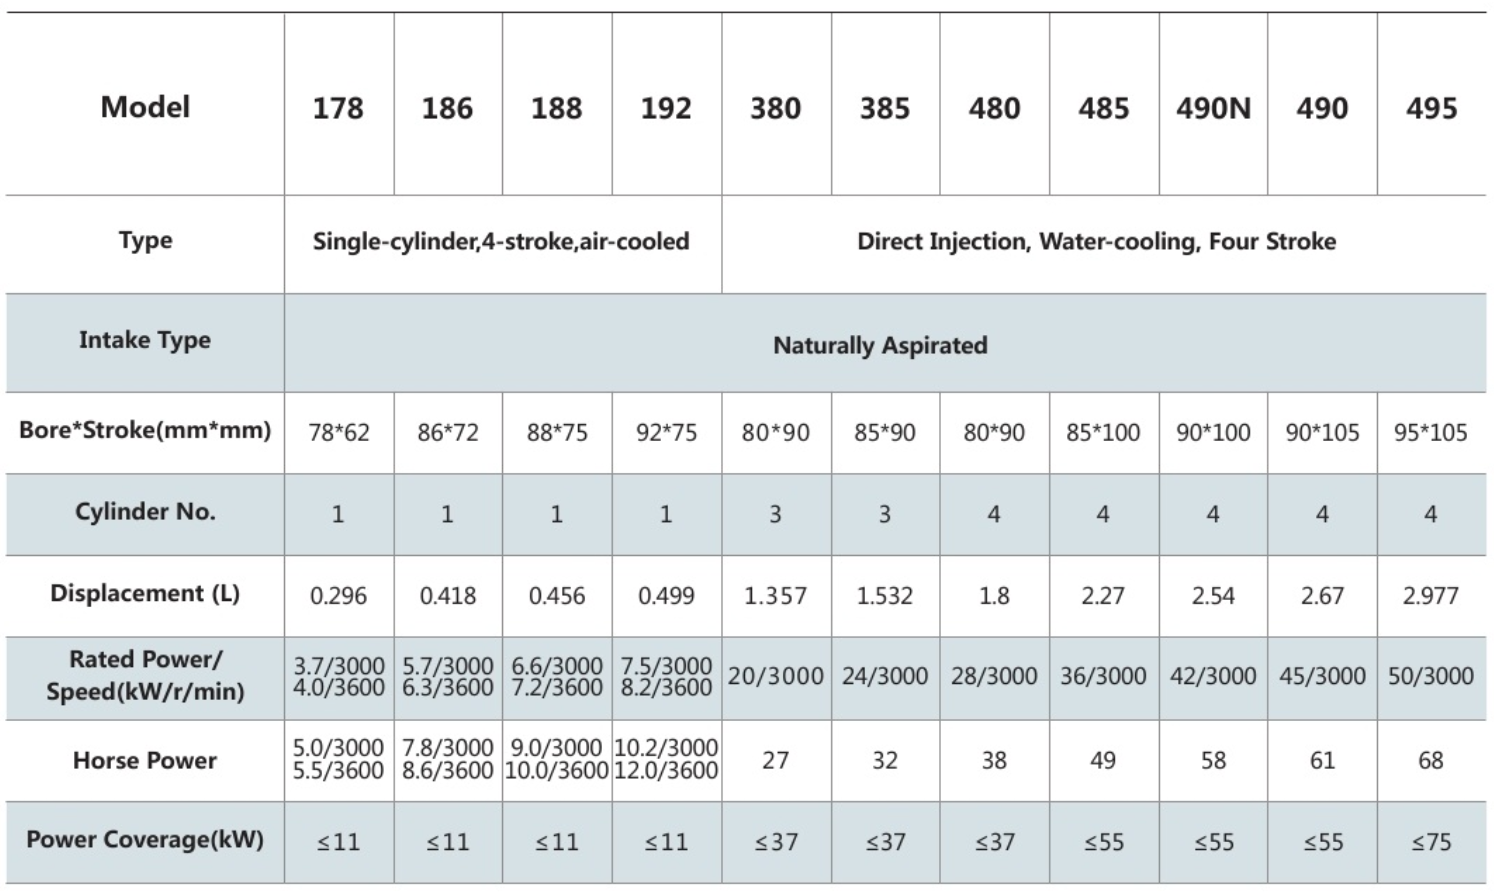 Model 178 186 188 192 380 385 480 485 490N 490 495
Type Single-cylinder,4-stroke,air-cooled Direct Injection, Water-cooling, Four Stroke
Intake Type Naturally Aspirated
Bore*Stroke(mm*mm) 78*62 86*72 88*75 92*75 80*90 85*90 80*90 85*100 90*100 90*105 95*105
Cylinder No. 1 1 1 1 3 3 4 4 4 4 4
Displacement (L) 0.296 0.418 0.456 0.499 1.357 1.532 1.8 2.27 2.54 2.67 2.977
Rated Power/ 3.7/3000 5.7/3000 6.6/3000 7.5/3000 20/3000 24/3000 28/3000 36/3000 42/3000 45/3000 50/3000
Speed(kW/r/min) 4.0/3600 6.3/3600 7.2/3600 8.2/3600
Horse Power 5.0/3000 7.8/3000 9.0/3000 10.2/3000 27 32 38 49 58 61 68
5.5/3600 8.6/3600 10.0/3600 12.0/3600
Power Coverage(kW) ≤11 ≤11 ≤11 ≤11 ≤37 ≤37 ≤37 ≤55 ≤55 ≤55 ≤75